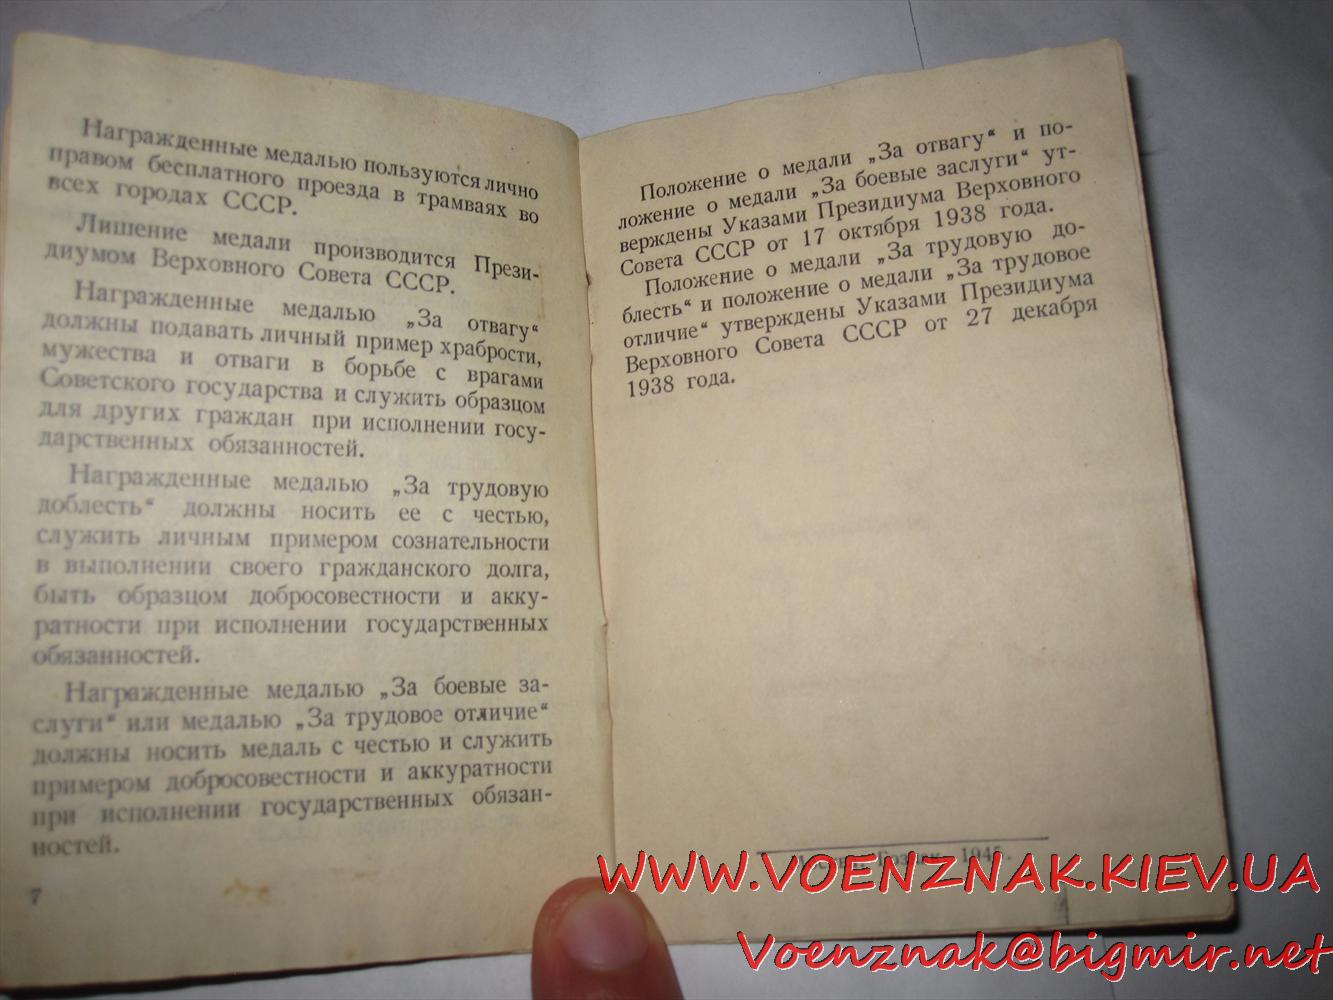 Награжденные медалью пользуются лично
правом бесплатного проезда в трамваях во
всех городах СССР.
Лишение медали производится Прези-
диумом Верховного Совета СССР.
Награжденные медалью „За отвагу“
должны подавать личный пример храбрости,
мужества и отваги в борьбе с врагами
Советского государства и служить образцом
для других граждан при исполнении госу-
дарственных обязанностей.
Награжденные медалью „За трудовую
доблесть“ должны носить ее с честью,
служить личным примером сознательности
в выполнении своего гражданского долга,
быть образцом добросовестности и акку-
ратности при исполнении государственных
обязанностей.
Награжденные медалью „За боевые за-
слуги“ или медалью „За трудовое отличие“
должны носить медаль с честью и служить
примером добросовестности и аккуратности
при исполнении государственных обязан-
ностей.
7
Положение о медали „За отвагу“ и по-
ложение о медали „За боевые заслуги“ ут-
верждены Указами Президиума Верховного
Совета СССР от 17 октября 1938 года.
Положение о медали „За трудовую до-
блесть“ и положение о медали „За трудовое
отличие“ утверждены Указами Президиума
Верховного Совета СССР от 27 декабря
1938 года.
1945.
WWW.VOENZNAK.KIEV.UA
Voenznak@bigmir.net